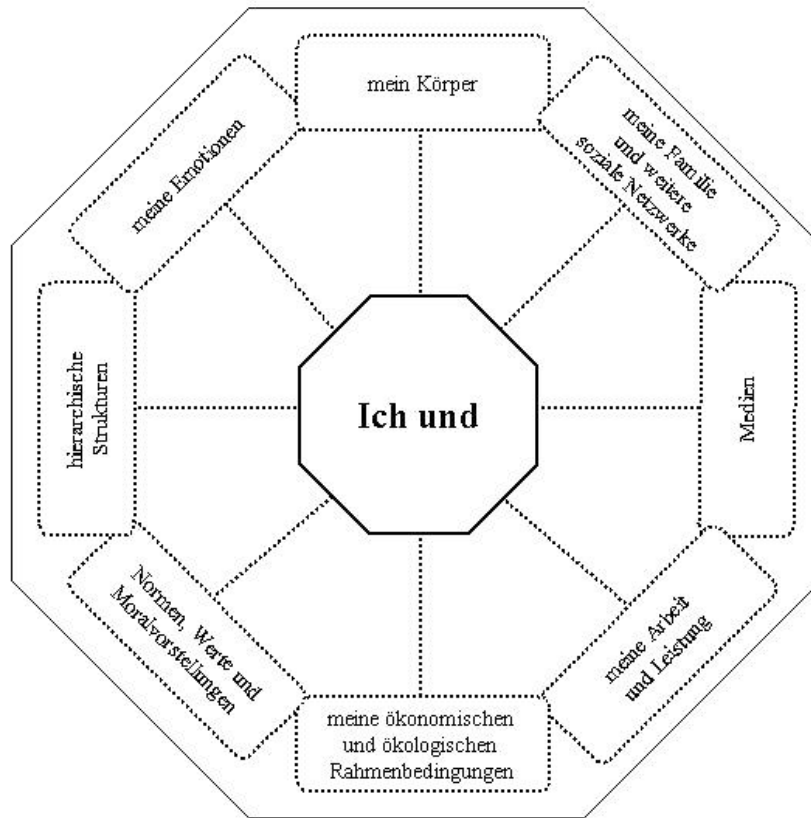 mein Körper
meine Familie
und weitere
soziale Netzwerke
Medien
meine Arbeit
und Leistung
meine ökonomischen
und ökologischen
Rahmenbedingungen
Normen, Werte und
Moralvorstellungen
hierarchische
Strukturen
meine Emotionen
Ich und